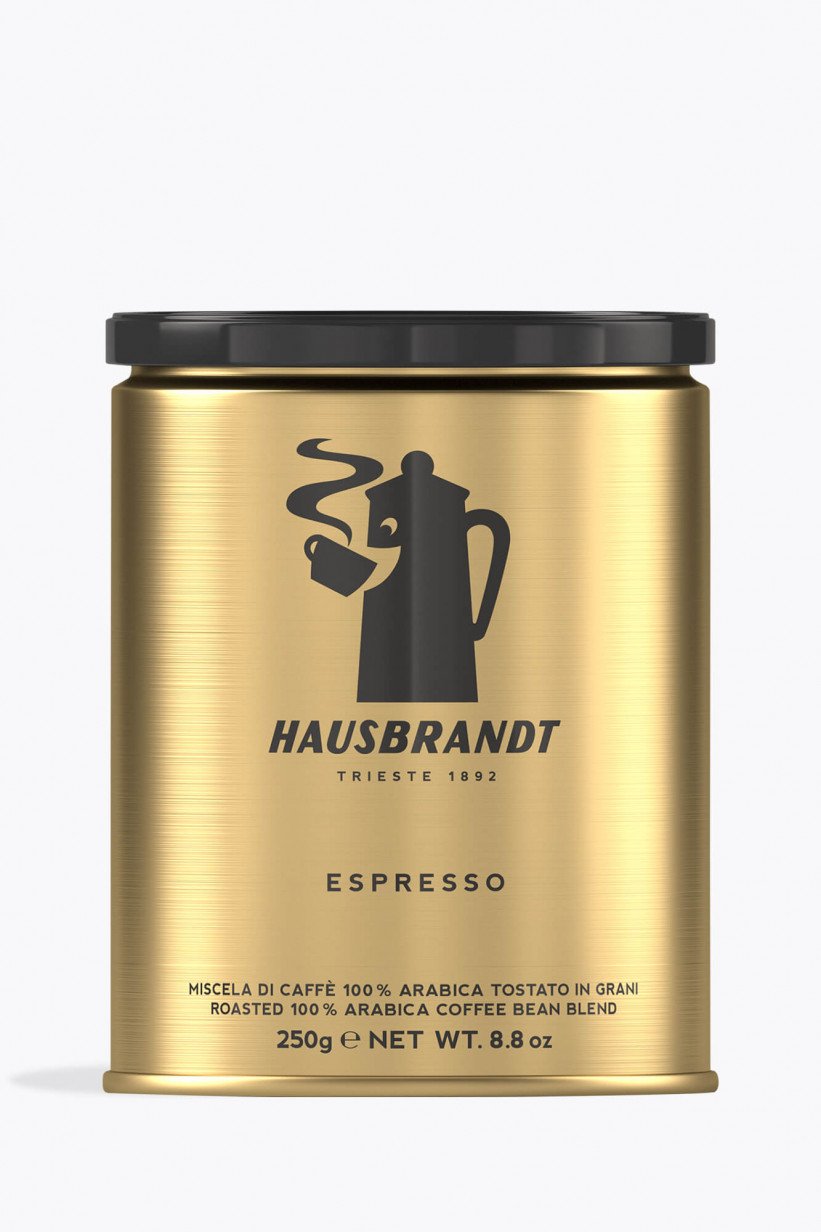 HAUSBRANDT
TRIESTE 1892
ESPRESSO
MISCELA DI CAFFÈ 100% ARABICA TOSTATO IN GRANI
ROASTED 100% ARABICA COFFEE BEAN BLEND
250g ℮ NET WT. 8.8 oz